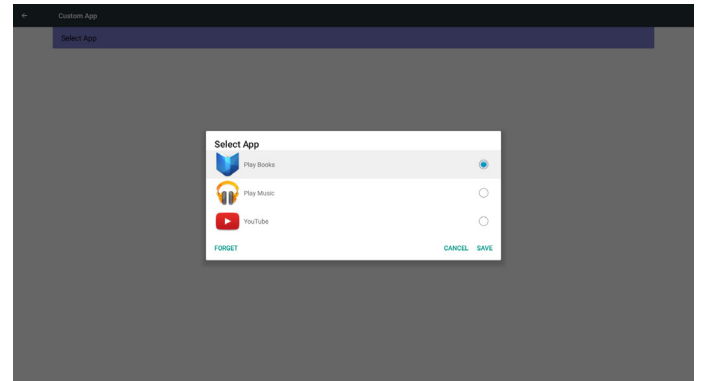 Custom App
Select App
Select App
Play Books
Play Music
YouTube
FORGET CANCEL SAVE